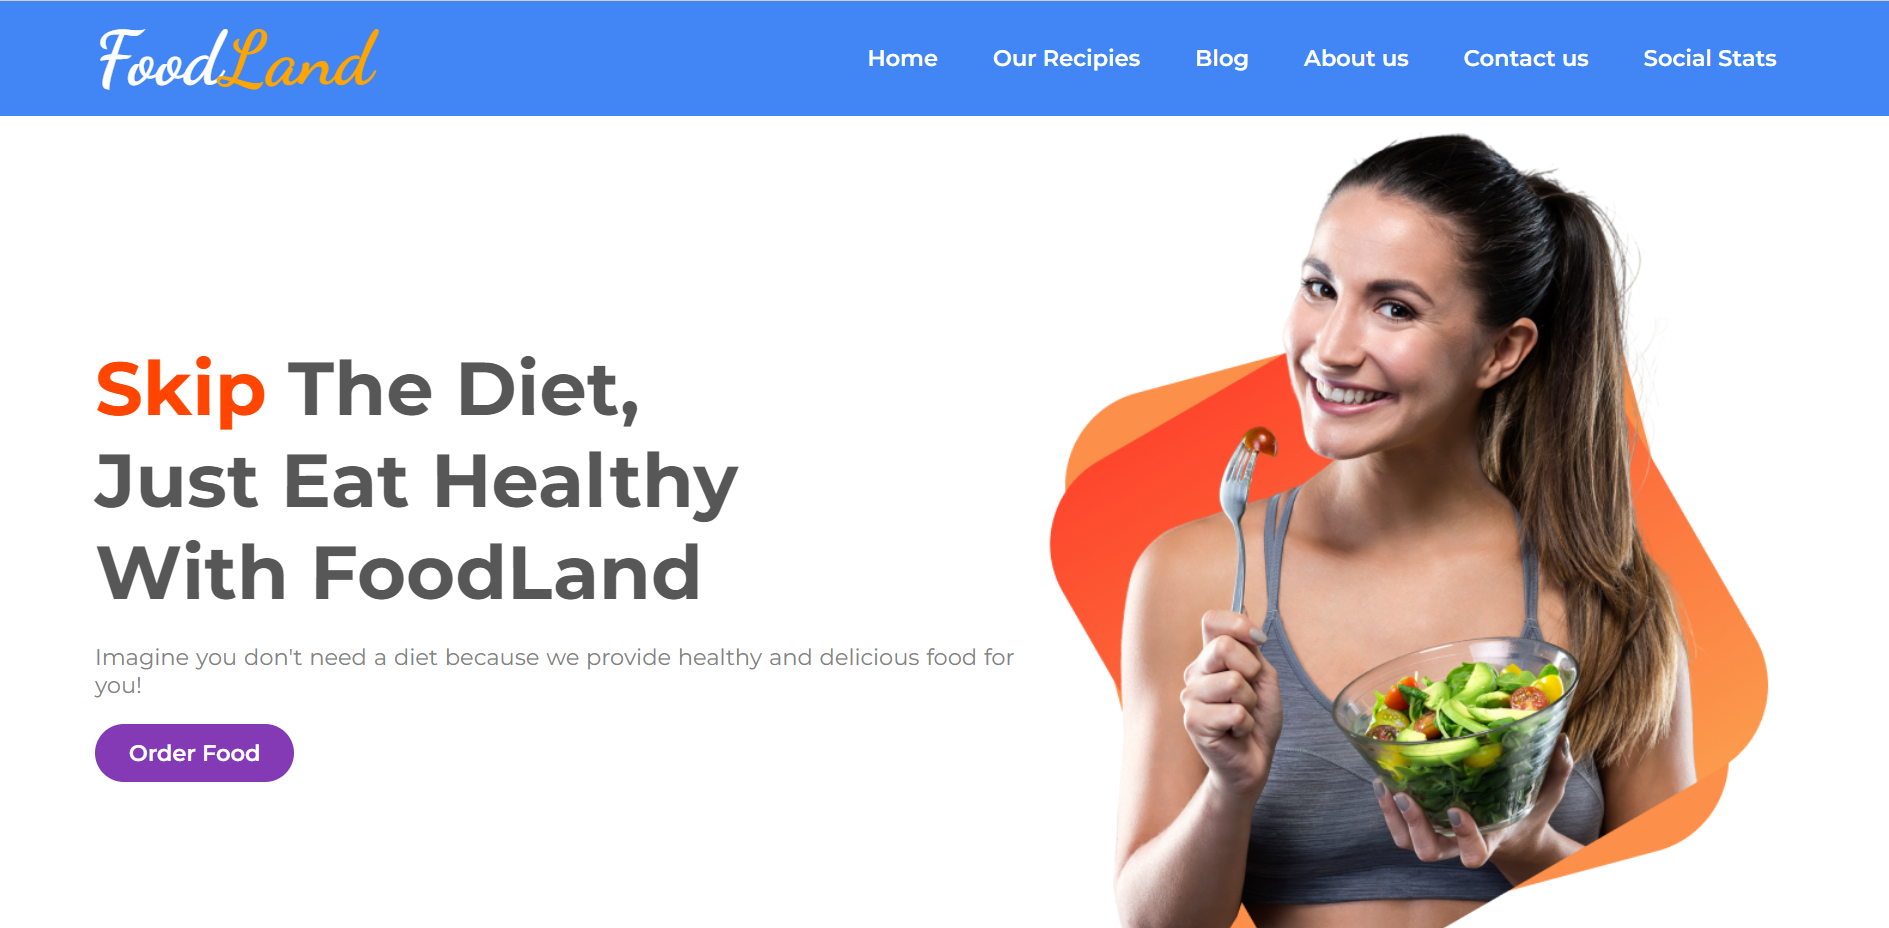 FoodLand
Home
Our Recipies
Blog
About us
Contact us
Social Stats
Skip The Diet,
Just Eat Healthy
With FoodLand
Imagine you don't need a diet because we provide healthy and delicious food for
you!
Order Food